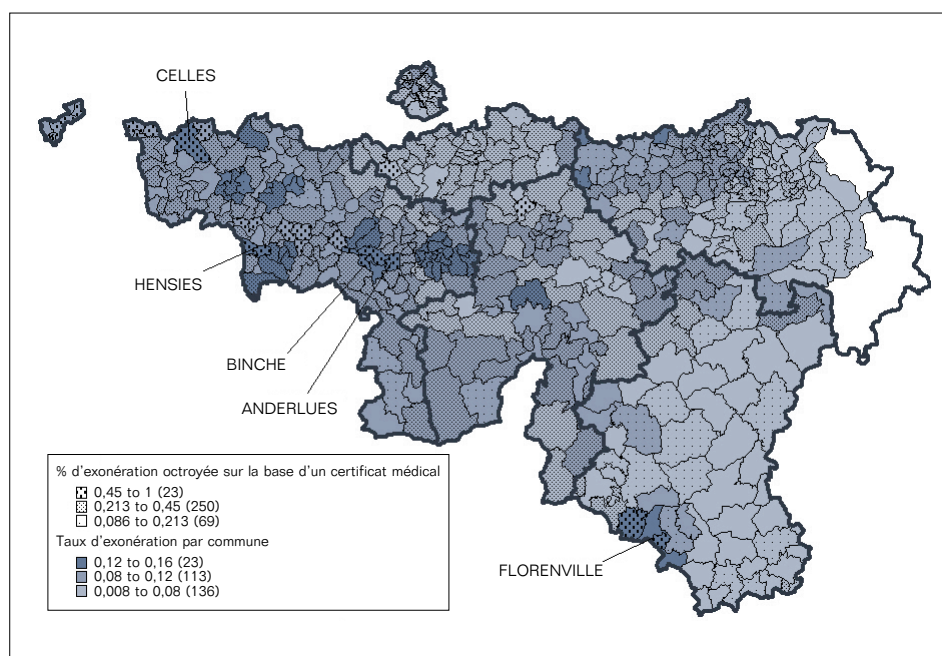 CELLES
HENSIES
BINCHE
ANDERLUES
FLORENVILLE
% d'exonération octroyée sur la base d'un certificat médical
0,45 to 1 (23)
0,213 to 0,45 (250)
0,086 to 0,213 (69)
Taux d'exonération par commune
0,12 to 0,16 (23)
0,08 to 0,12 (113)
0,008 to 0,08 (136)